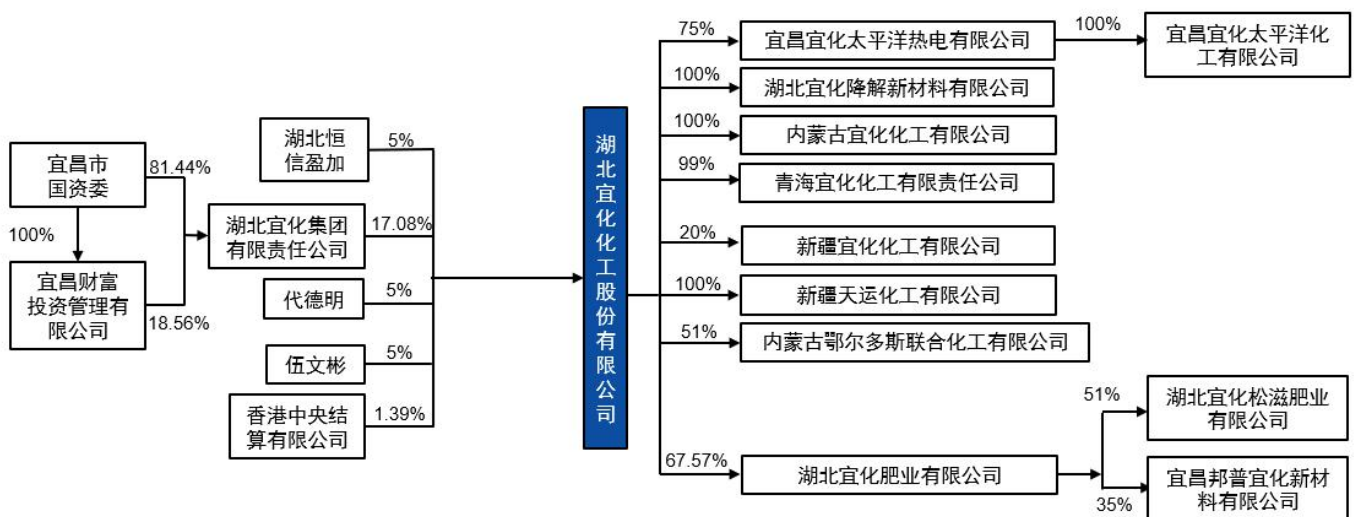 宜昌市
国资委
81.44%
100%
宜昌财富
投资管理有
限公司
18.56%
湖北恒
信盈加
5%
湖北宜化集团
有限责任公司
17.08%
代德明
5%
伍文彬
5%
香港中央结
算有限公司
1.39%
湖北宜化化工股份有限公司
75%
宜昌宜化太平洋热电有限公司
100%
宜昌宜化太平洋化
工有限公司
100%
湖北宜化降解新材料有限公司
100%
内蒙古宜化化工有限公司
99%
青海宜化化工有限责任公司
20%
新疆宜化化工有限公司
100%
新疆天运化工有限公司
51%
内蒙古鄂尔多斯联合化工有限公司
67.57%
湖北宜化肥业有限公司
51%
湖北宜化松滋肥业
有限公司
35%
宜昌邦普宜化新材
料有限公司